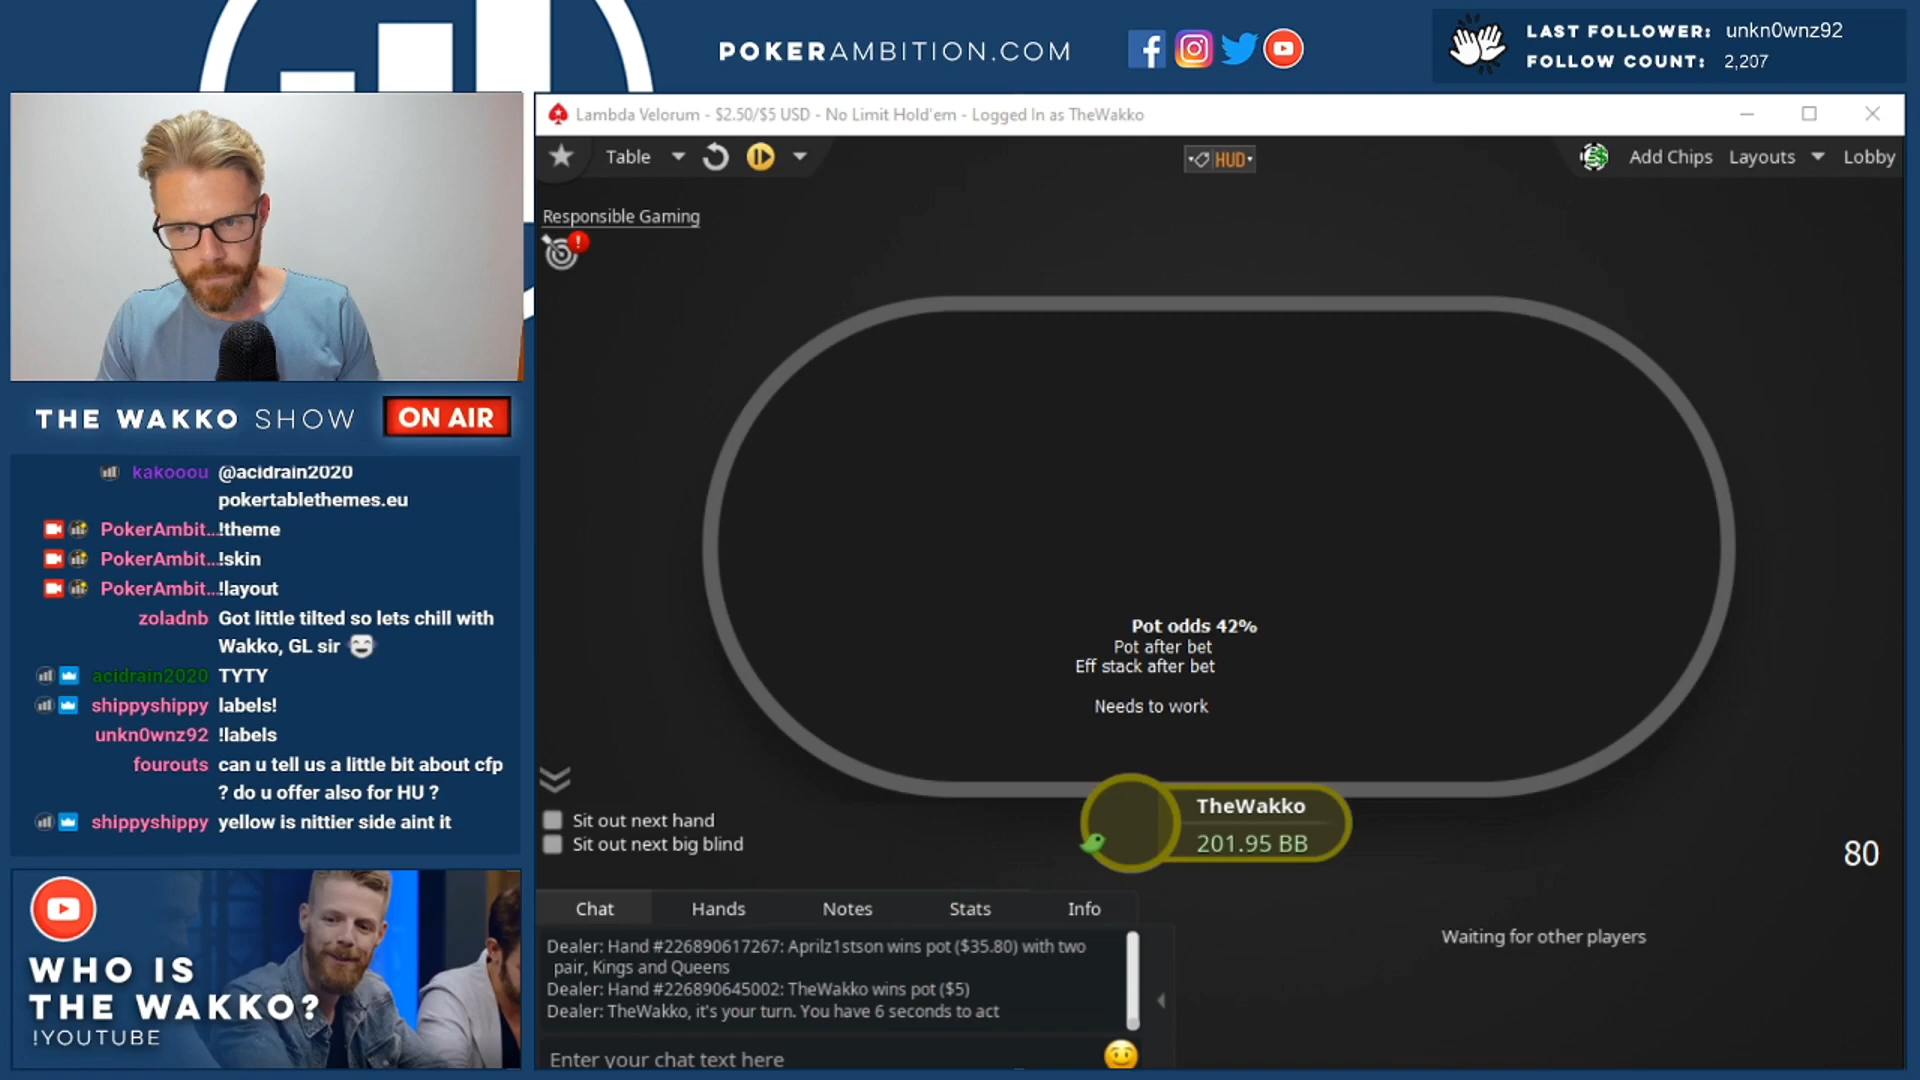 POKERAMBITION.COM
LAST FOLLOWER: unkn0wnz92
FOLLOW COUNT: 2,207
Lambda Velorum - $2.50/$5 USD - No Limit Hold'em - Logged In as TheWakko
Table
HUD
Add Chips
Layouts
Lobby
Responsible Gaming
!
THE WAKKO SHOW
ON AIR
kakooou @acidrain2020
pokertablethemes.eu
PokerAmbit...!theme
PokerAmbit...!skin
PokerAmbit...!layout
zoladnb Got little tilted so lets chill with
Wakko, GL sir
acidrain2020 TYTY
shippyshippy labels!
unkn0wnz92 !labels
fourouts can u tell us a little bit about cfp
? do u offer also for HU ?
shippyshippy yellow is nittier side aint it
WHO IS
THE WAKKO?
!YOUTUBE
Pot odds 42%
Pot after bet
Eff stack after bet
Needs to work
TheWakko
201.95 BB
Sit out next hand
Sit out next big blind
80
Chat
Hands
Notes
Stats
Info
Dealer: Hand #226890617267: Aprilz1stson wins pot ($35.80) with two
pair, Kings and Queens
Dealer: Hand #226890645002: TheWakko wins pot ($5)
Dealer: TheWakko, it's your turn. You have 6 seconds to act
Enter your chat text here
Waiting for other players